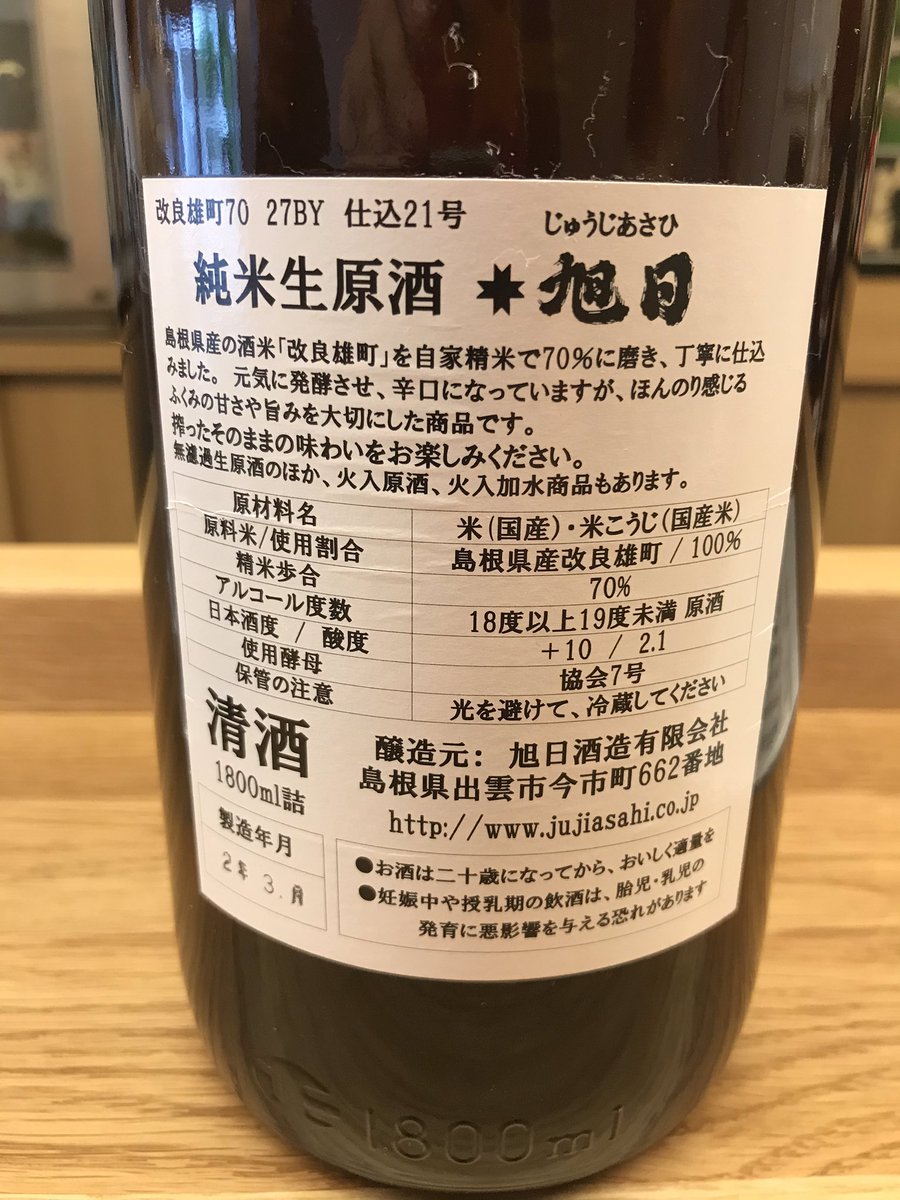 改良雄町70 27BY 仕込21号
じゅうじあさひ
純米生原酒 旭日
島根県産の酒米「改良雄町」を自家精米で70%に磨き、丁寧に仕込
みました。元気に発酵させ、辛口になっていますが、ほんのり感じる
ふくみの甘さや旨みを大切にした商品です。
搾ったそのままの味わいをお楽しみください。
無濾過生原酒のほか、火入原酒、火入加水商品もあります。
原材料名 米(国産)・米こうじ(国産米)
原料米/使用割合 島根県産改良雄町 / 100%
精米歩合 70%
アルコール度数 18度以上19度未満 原酒
日本酒度 / 酸度 +10 / 2.1
使用酵母 協会7号
保管の注意 光を避けて、冷蔵してください
清酒
1800ml詰
醸造元: 旭日酒造有限会社
島根県出雲市今市町662番地
http://www.jujiasahi.co.jp
製造年月
2年 3.月
●お酒は二十歳になってから、おいしく適量を
●妊娠中や授乳期の飲酒は、胎児・乳児の
発育に悪影響を与える恐れがあります
1800ml